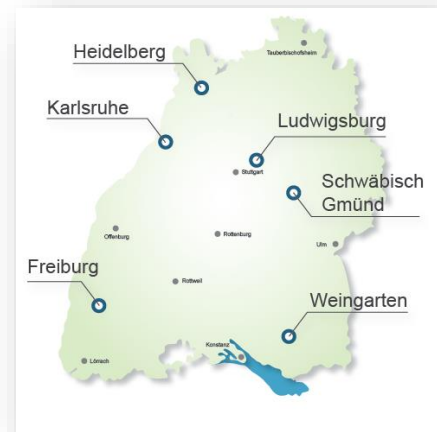 Tauberbischofsheim
Heidelberg
Karlsruhe
Ludwigsburg
Stuttgart
Schwäbisch
Gmünd
Offenburg
Rottenburg
Ulm
Freiburg
Rottweil
Weingarten
Konstanz
Lörrach